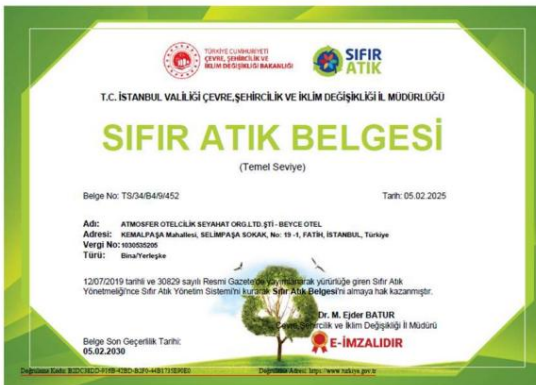 TÜRKİYE CUMHURİYETİ
ÇEVRE, ŞEHİRCİLİK VE
İKLİM DEĞİŞİKLİĞİ BAKANLIĞI
SIFIR
ATIK
T.C. İSTANBUL VALİLİĞİ ÇEVRE,ŞEHİRCİLİK VE İKLİM DEĞİŞİKLİĞİ İL MÜDÜRLÜĞÜ
SIFIR ATIK BELGESİ
(Temel Seviye)
Belge No: TS/34/B4/9/452
Tarih: 05.02.2025
Adı: ATMOSFER OTELCİLİK SEYAHAT ORG.LTD.ŞTİ - BEYCE OTEL
Adresi: KEMALPAŞA Mahallesi, SELİMPAŞA SOKAK, No: 19 -1, FATİH, İSTANBUL, Türkiye
Vergi No: 1030535205
Türü: Bina/Yerleşke
12/07/2019 tarihli ve 30829 sayılı Resmi Gazete'de yayımlanarak yürürlüğe giren Sıfır Atık
Yönetmeliği'nce Sıfır Atık Yönetim Sistemi'ni kurarak Sıfır Atık Belgesi'ni almaya hak kazanmıştır.
Dr. M. Ejder BATUR
Çevre,Şehircilik ve İklim Değişikliği İl Müdürü
E-İMZALIDIR
Belge Son Geçerlilik Tarihi:
05.02.2030
Doğrulama Kodu:
Doğrulama Adresi: https://www.turkiye.gov.tr